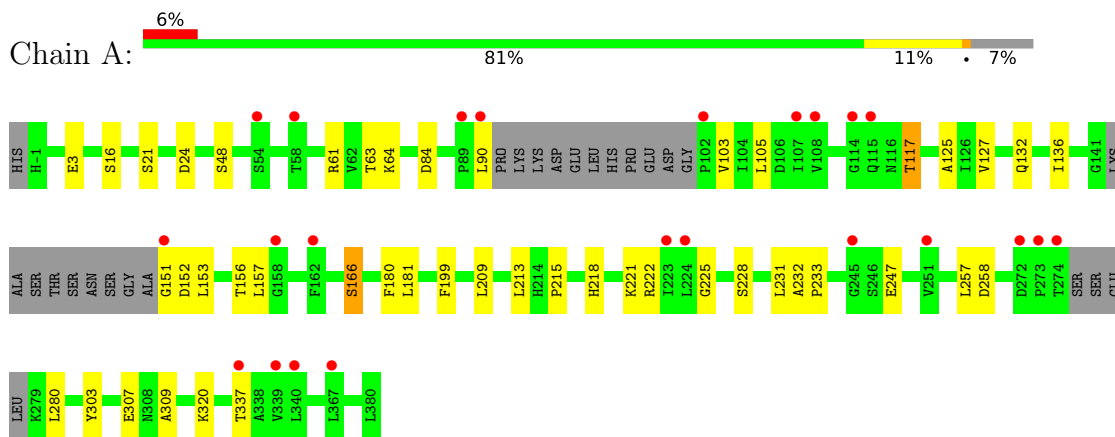 6%
Chain A:
81% 11% • 7%
HIS H-1 E3 S16 S21 D24 S48 S54 T58 R61 V62 T63 K64 D84 P89 L90 PRO LYS LYS ASP GLU LEU HIS PRO GLU ASP GLY P102 V103 I104 L105 D106 I107 V108 G114 Q115 N116 T117 A125 I126 V127 Q132 I136 G141 LYS
ALA SER THR SER ASN SER GLY ALA G151 D152 L153 T156 L157 G158 F162 S166 F180 L181 F199 L209 L213 H214 P215 H218 K221 R222 I223 L224 G225 S228 L231 A232 P233 G245 S246 E247 V251 L257 D258 D272 P273 T274 SER SER GLU
LEU K279 L280 Y303 E307 N308 A309 K320 T337 A338 V339 L340 L367 L380